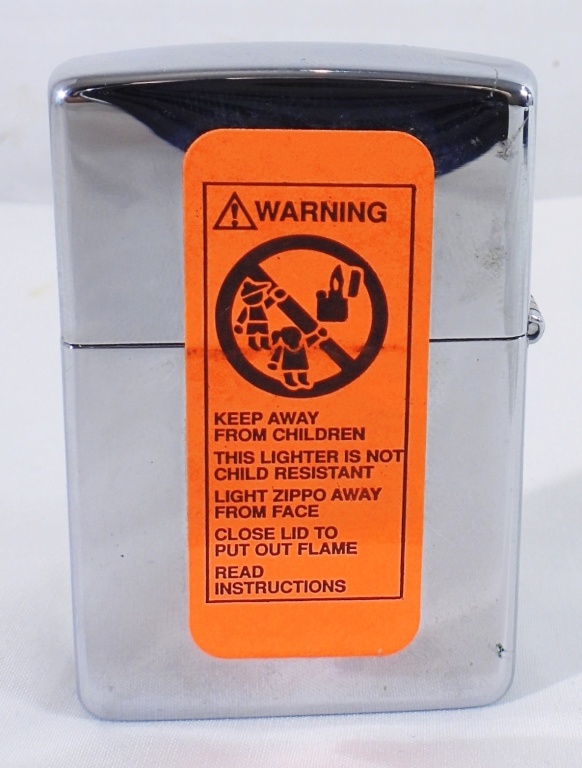 WARNING
KEEP AWAY
FROM CHILDREN
THIS LIGHTER IS NOT
CHILD RESISTANT
LIGHT ZIPPO AWAY
FROM FACE
CLOSE LID TO
PUT OUT FLAME
READ
INSTRUCTIONS